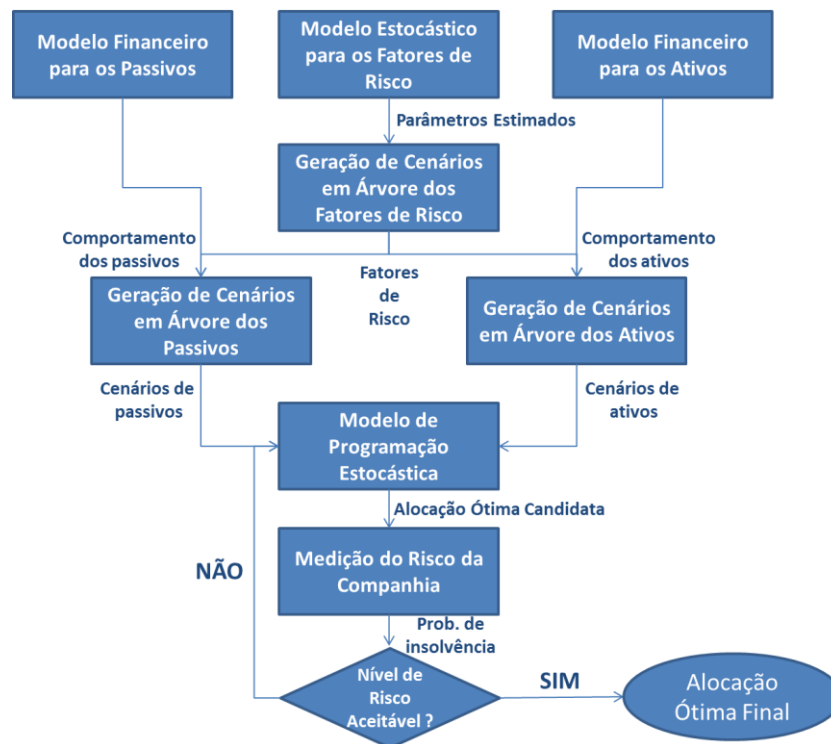 Modelo Financeiro
para os Passivos
Modelo Estocástico
para os Fatores de
Risco
Modelo Financeiro
para os Ativos
Parâmetros Estimados
Geração de Cenários
em Árvore dos
Fatores de Risco
Comportamento
dos passivos
Fatores
de
Risco
Comportamento
dos ativos
Geração de Cenários
em Árvore dos
Passivos
Geração de Cenários
em Árvore dos Ativos
Cenários de
passivos
Cenários de
ativos
Modelo de
Programação
Estocástica
Alocação Ótima Candidata
Medição do Risco da
Companhia
NÃO
Prob. de
insolvência
Nível de
Risco
Aceitável ?
SIM
Alocação
Ótima Final